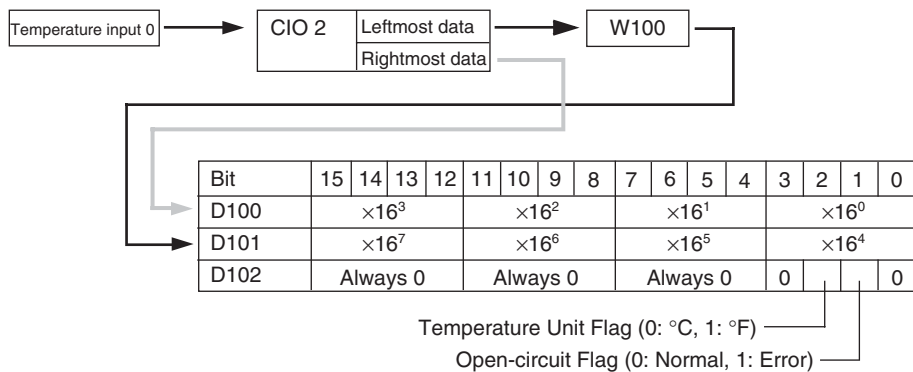 Temperature input 0
CIO 2
Leftmost data
Rightmost data
W100
Bit 15 14 13 12 11 10 9 8 7 6 5 4 3 2 1 0
D100 ×16³ ×16² ×16¹ ×16⁰
D101 ×16⁷ ×16⁶ ×16⁵ ×16⁴
D102 Always 0 Always 0 Always 0 0 0
Temperature Unit Flag (0: °C, 1: °F)
Open-circuit Flag (0: Normal, 1: Error)